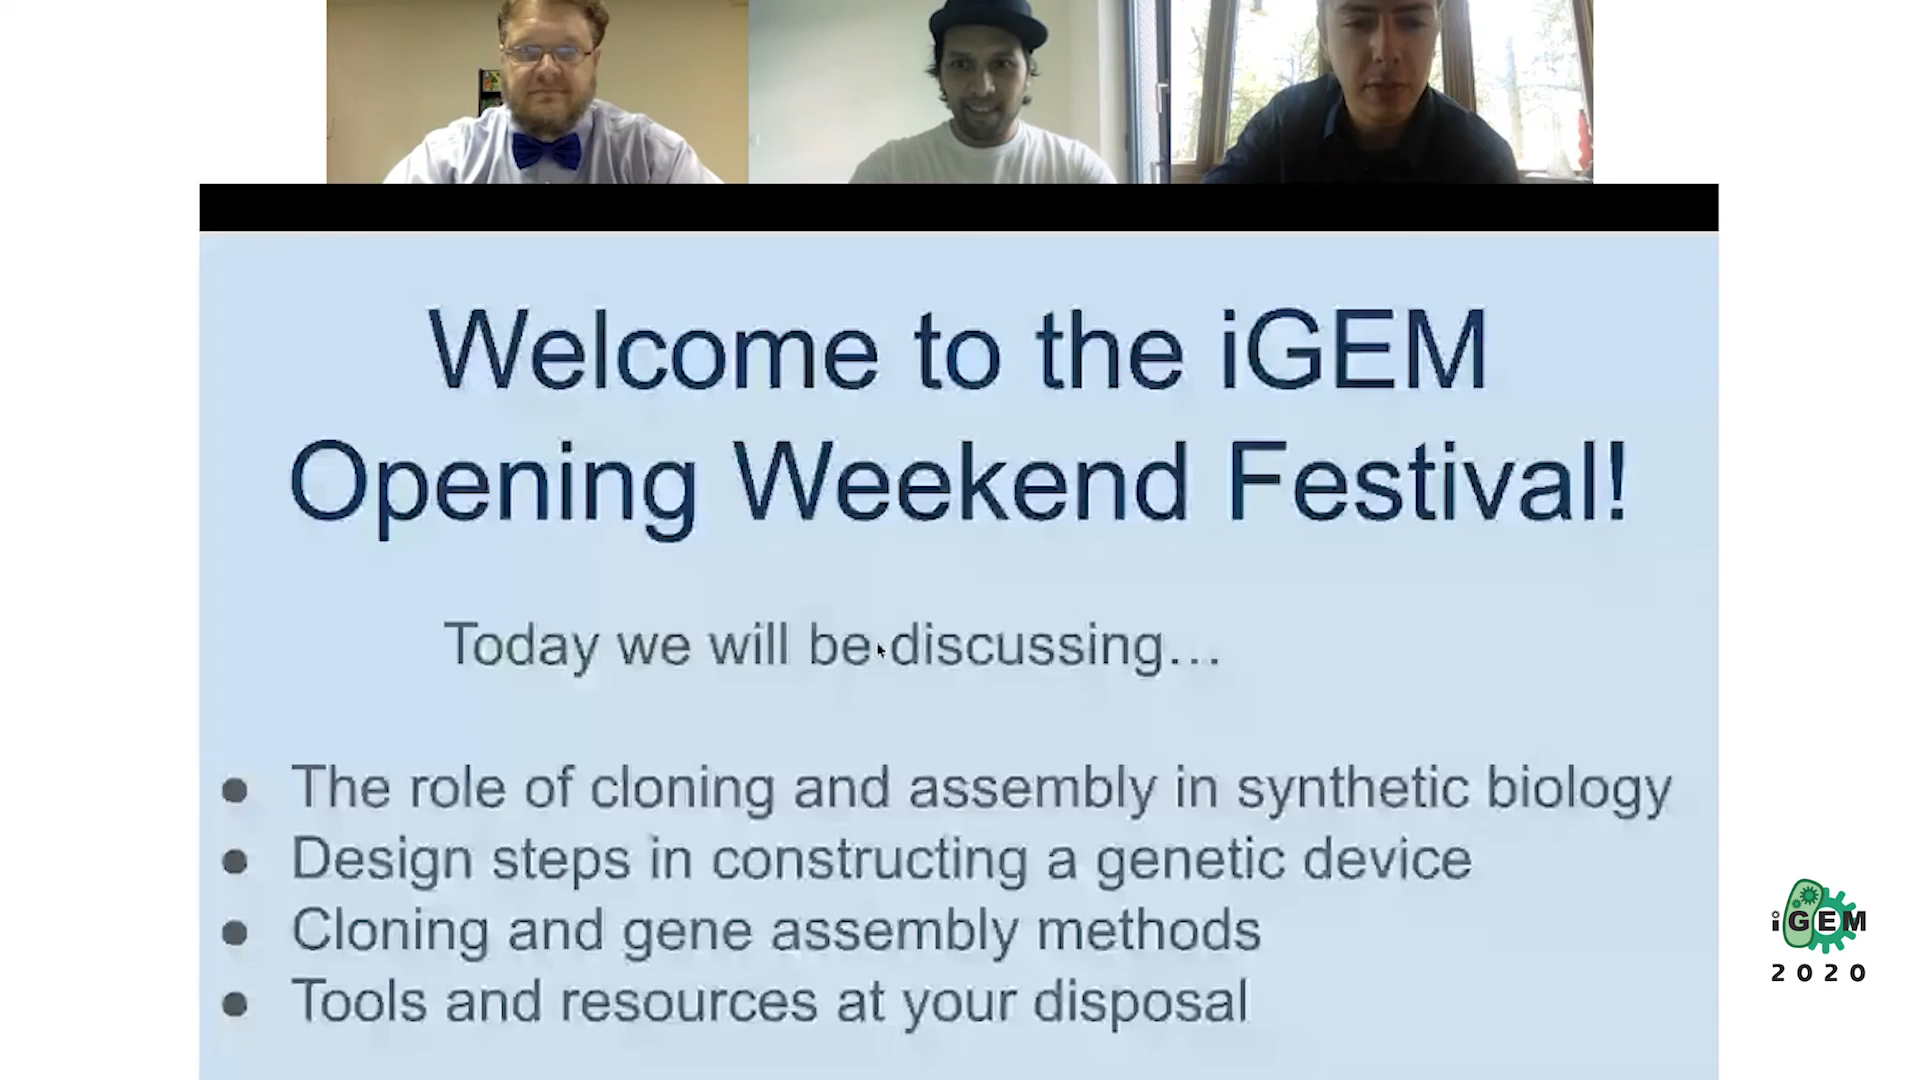 Welcome to the iGEM
Opening Weekend Festival!
Today we will be discussing...
● The role of cloning and assembly in synthetic biology
● Design steps in constructing a genetic device
● Cloning and gene assembly methods
● Tools and resources at your disposal
iGEM
2020